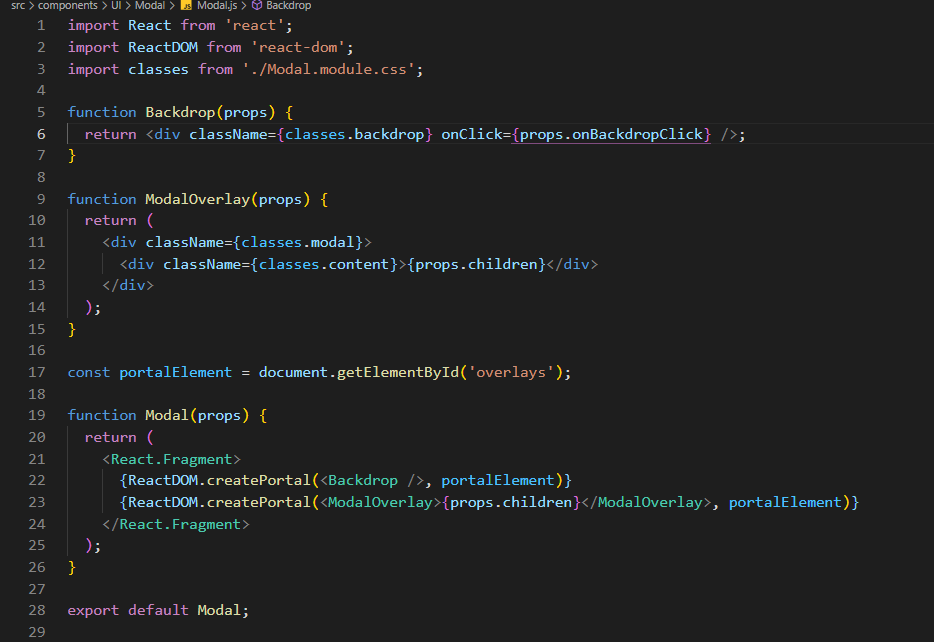 src > components > UI > Modal > JS Modal.js > Backdrop
1 import React from 'react';
2 import ReactDOM from 'react-dom';
3 import classes from './Modal.module.css';
4
5 function Backdrop(props) {
6   return <div className={classes.backdrop} onClick={props.onBackdropClick} />;
7 }
8
9 function ModalOverlay(props) {
10   return (
11     <div className={classes.modal}>
12       <div className={classes.content}>{props.children}</div>
13     </div>
14   );
15 }
16
17 const portalElement = document.getElementById('overlays');
18
19 function Modal(props) {
20   return (
21     <React.Fragment>
22       {ReactDOM.createPortal(<Backdrop />, portalElement)}
23       {ReactDOM.createPortal(<ModalOverlay>{props.children}</ModalOverlay>, portalElement)}
24     </React.Fragment>
25   );
26 }
27
28 export default Modal;
29